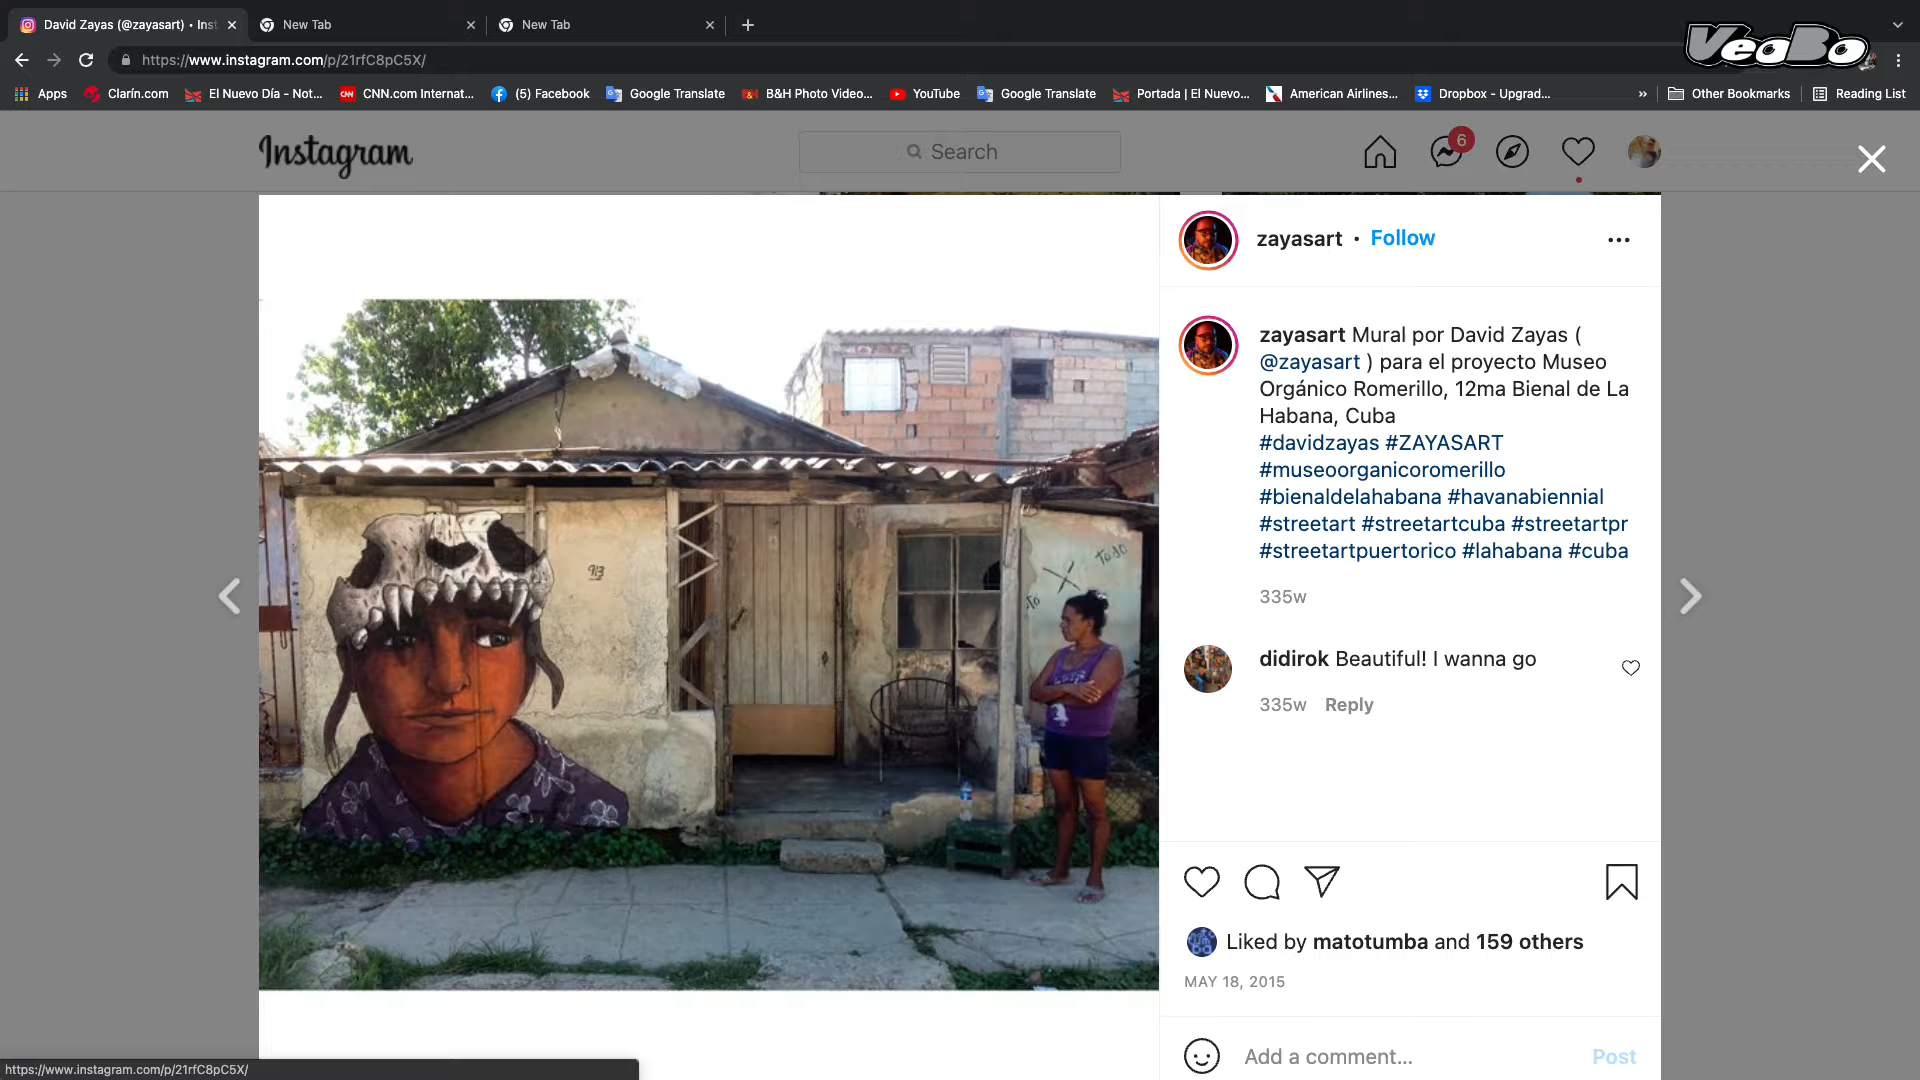 David Zayas (@zayasart) • Inst
New Tab
New Tab
VeaBo
https://www.instagram.com/p/21rfC8pC5X/
Apps
Clarín.com
El Nuevo Día - Not...
CNN.com Internat...
(5) Facebook
Google Translate
B&H Photo Video...
YouTube
Google Translate
Portada | El Nuevo...
American Airlines...
Dropbox - Upgrad...
»
Other Bookmarks
Reading List
Instagram
Search
6
zayasart • Follow
zayasart Mural por David Zayas (
@zayasart ) para el proyecto Museo
Orgánico Romerillo, 12ma Bienal de La
Habana, Cuba
#davidzayas #ZAYASART
#museoorganicoromerillo
#bienaldelahabana #havanabiennial
#streetart #streetartcuba #streetartpr
#streetartpuertorico #lahabana #cuba
335w
didirok Beautiful! I wanna go
335w Reply
913
Todo
Liked by matotumba and 159 others
MAY 18, 2015
Add a comment...
Post
https://www.instagram.com/p/21rfC8pC5X/